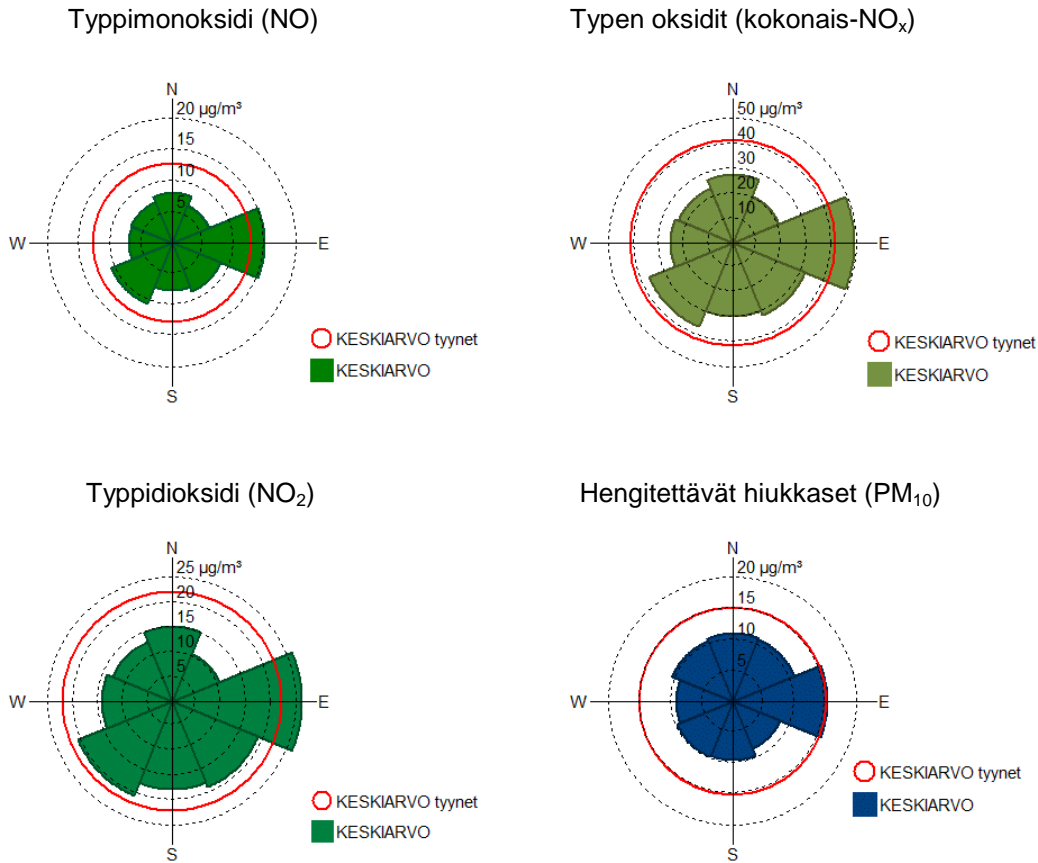 Typpimonoksidi (NO)
N
20 µg/m³
15
10
5
W
E
S
KESKIARVO tyynet
KESKIARVO
Typen oksidit (kokonais-NOₓ)
N
50 µg/m³
40
30
20
10
W
E
S
KESKIARVO tyynet
KESKIARVO
Typpidioksidi (NO₂)
N
25 µg/m³
20
15
10
5
W
E
S
KESKIARVO tyynet
KESKIARVO
Hengitettävät hiukkaset (PM₁₀)
N
20 µg/m³
15
10
5
W
E
S
KESKIARVO tyynet
KESKIARVO